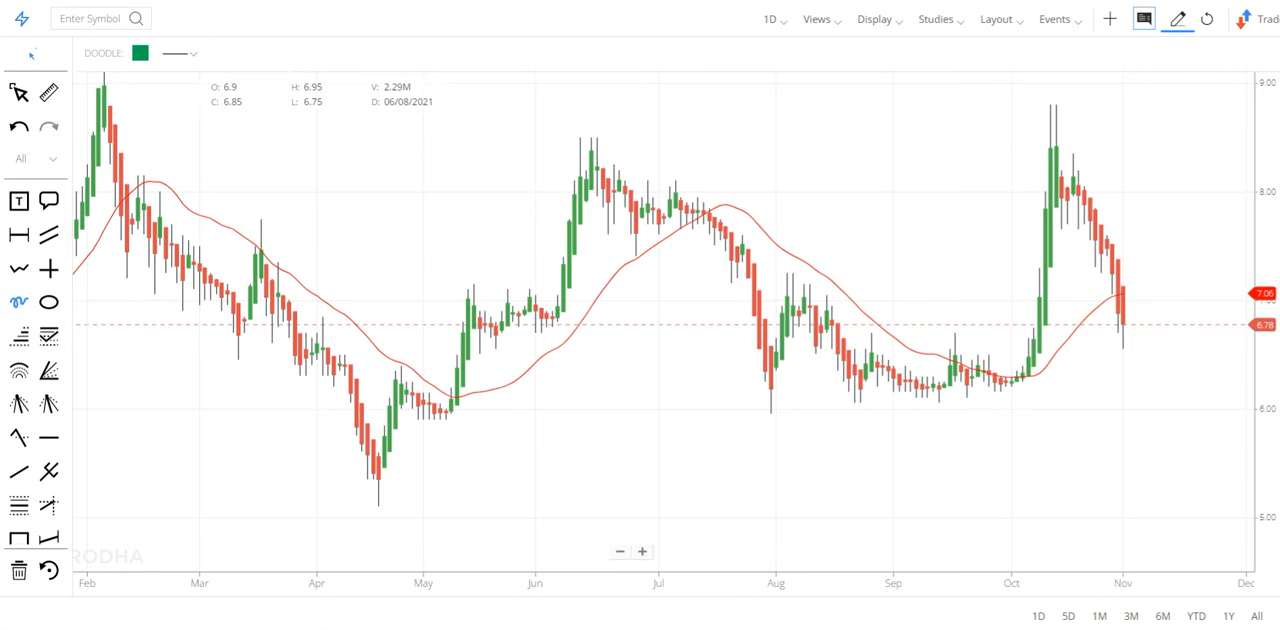 Enter Symbol 1D Views Display Studies Layout Events Trad
DOODLE:
O: 6.9 H: 6.95 V: 2.29M
C: 6.85 L: 6.75 D: 06/08/2021
All
T
9.00
8.00
7.06
6.78
6.00
5.00
RODHA
Feb Mar Apr May Jun Jul Aug Sep Oct Nov Dec
1D 5D 1M 3M 6M YTD 1Y All